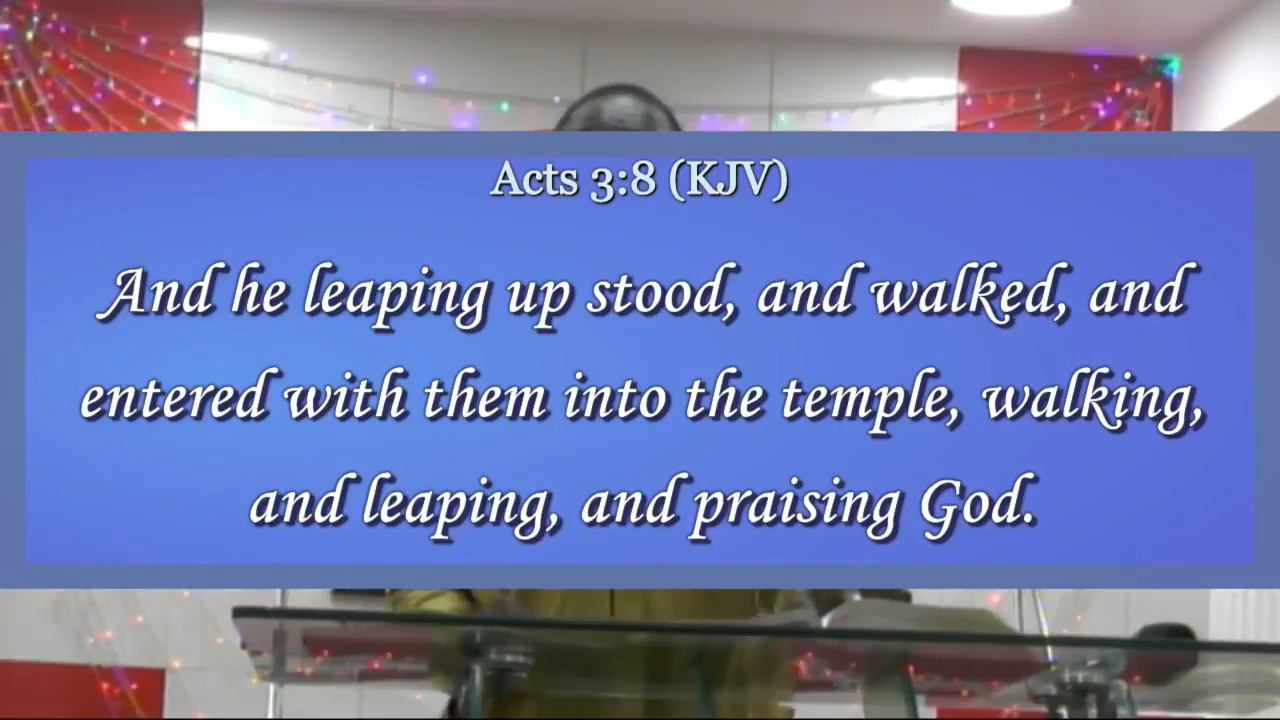 Acts 3:8 (KJV)
And he leaping up stood, and walked, and
entered with them into the temple, walking,
and leaping, and praising God.